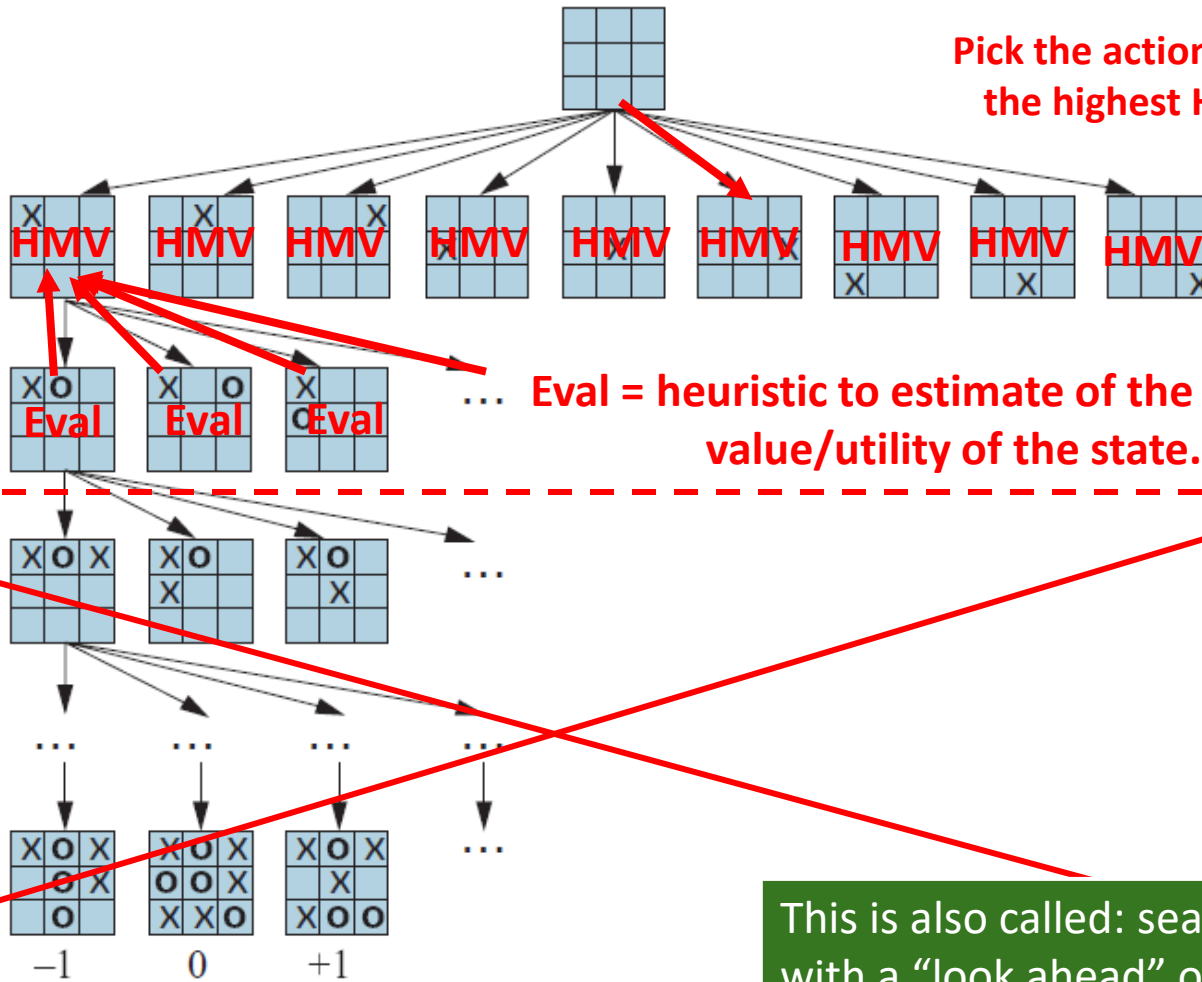 Pick the action
the highest H
X X X X X X X X X
HMV HMV HMV HMV HMV HMV HMV HMV HMV
X O X O X
O
Eval Eval Eval
...
Eval = heuristic to estimate of the
value/utility of the state.
X O X X O X O
X X
...
... ... ... ...
X O X X O X X O X
O X O O X X
O X X O X O O
...
–1 0 +1
This is also called: sea
with a “look ahead” o